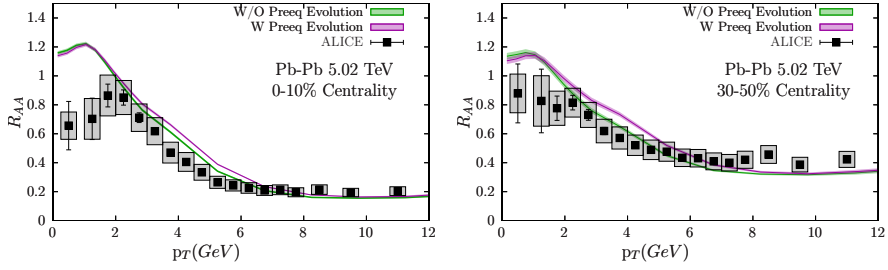 W/O Preeq Evolution
W Preeq Evolution
ALICE
Pb-Pb 5.02 TeV
0-10% Centrality
R_AA
1.4
1.2
1
0.8
0.6
0.4
0.2
0
0 2 4 6 8 10 12
p_T(GeV)
W/O Preeq Evolution
W Preeq Evolution
ALICE
Pb-Pb 5.02 TeV
30-50% Centrality
R_AA
1.4
1.2
1
0.8
0.6
0.4
0.2
0
0 2 4 6 8 10 12
p_T(GeV)